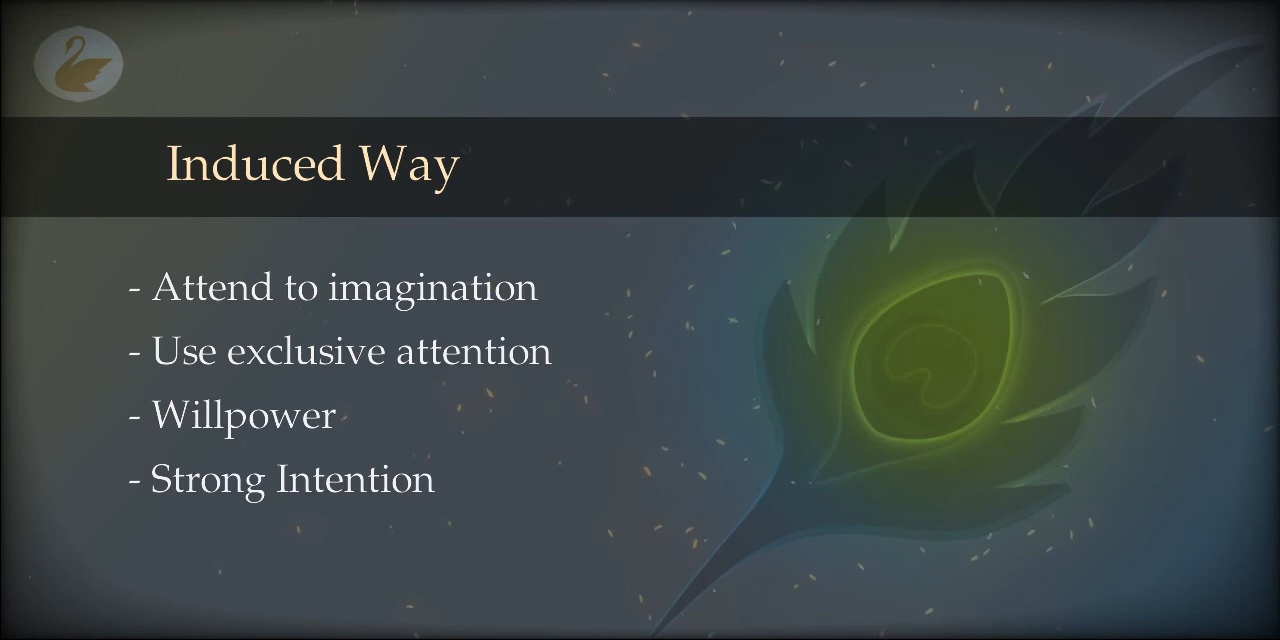 Induced Way
- Attend to imagination
- Use exclusive attention
- Willpower
- Strong Intention